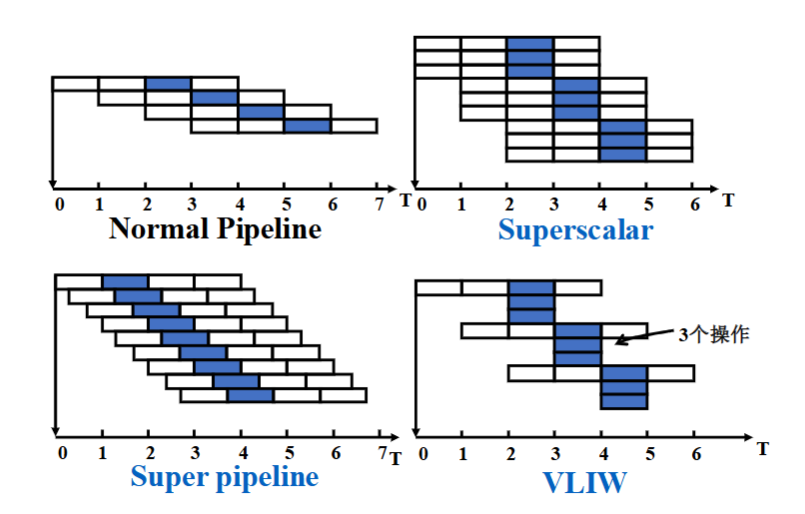 0 1 2 3 4 5 6 7 T
Normal Pipeline
0 1 2 3 4 5 6 T
Superscalar
0 1 2 3 4 5 6 7 T
Super pipeline
3个操作
0 1 2 3 4 5 6 T
VLIW